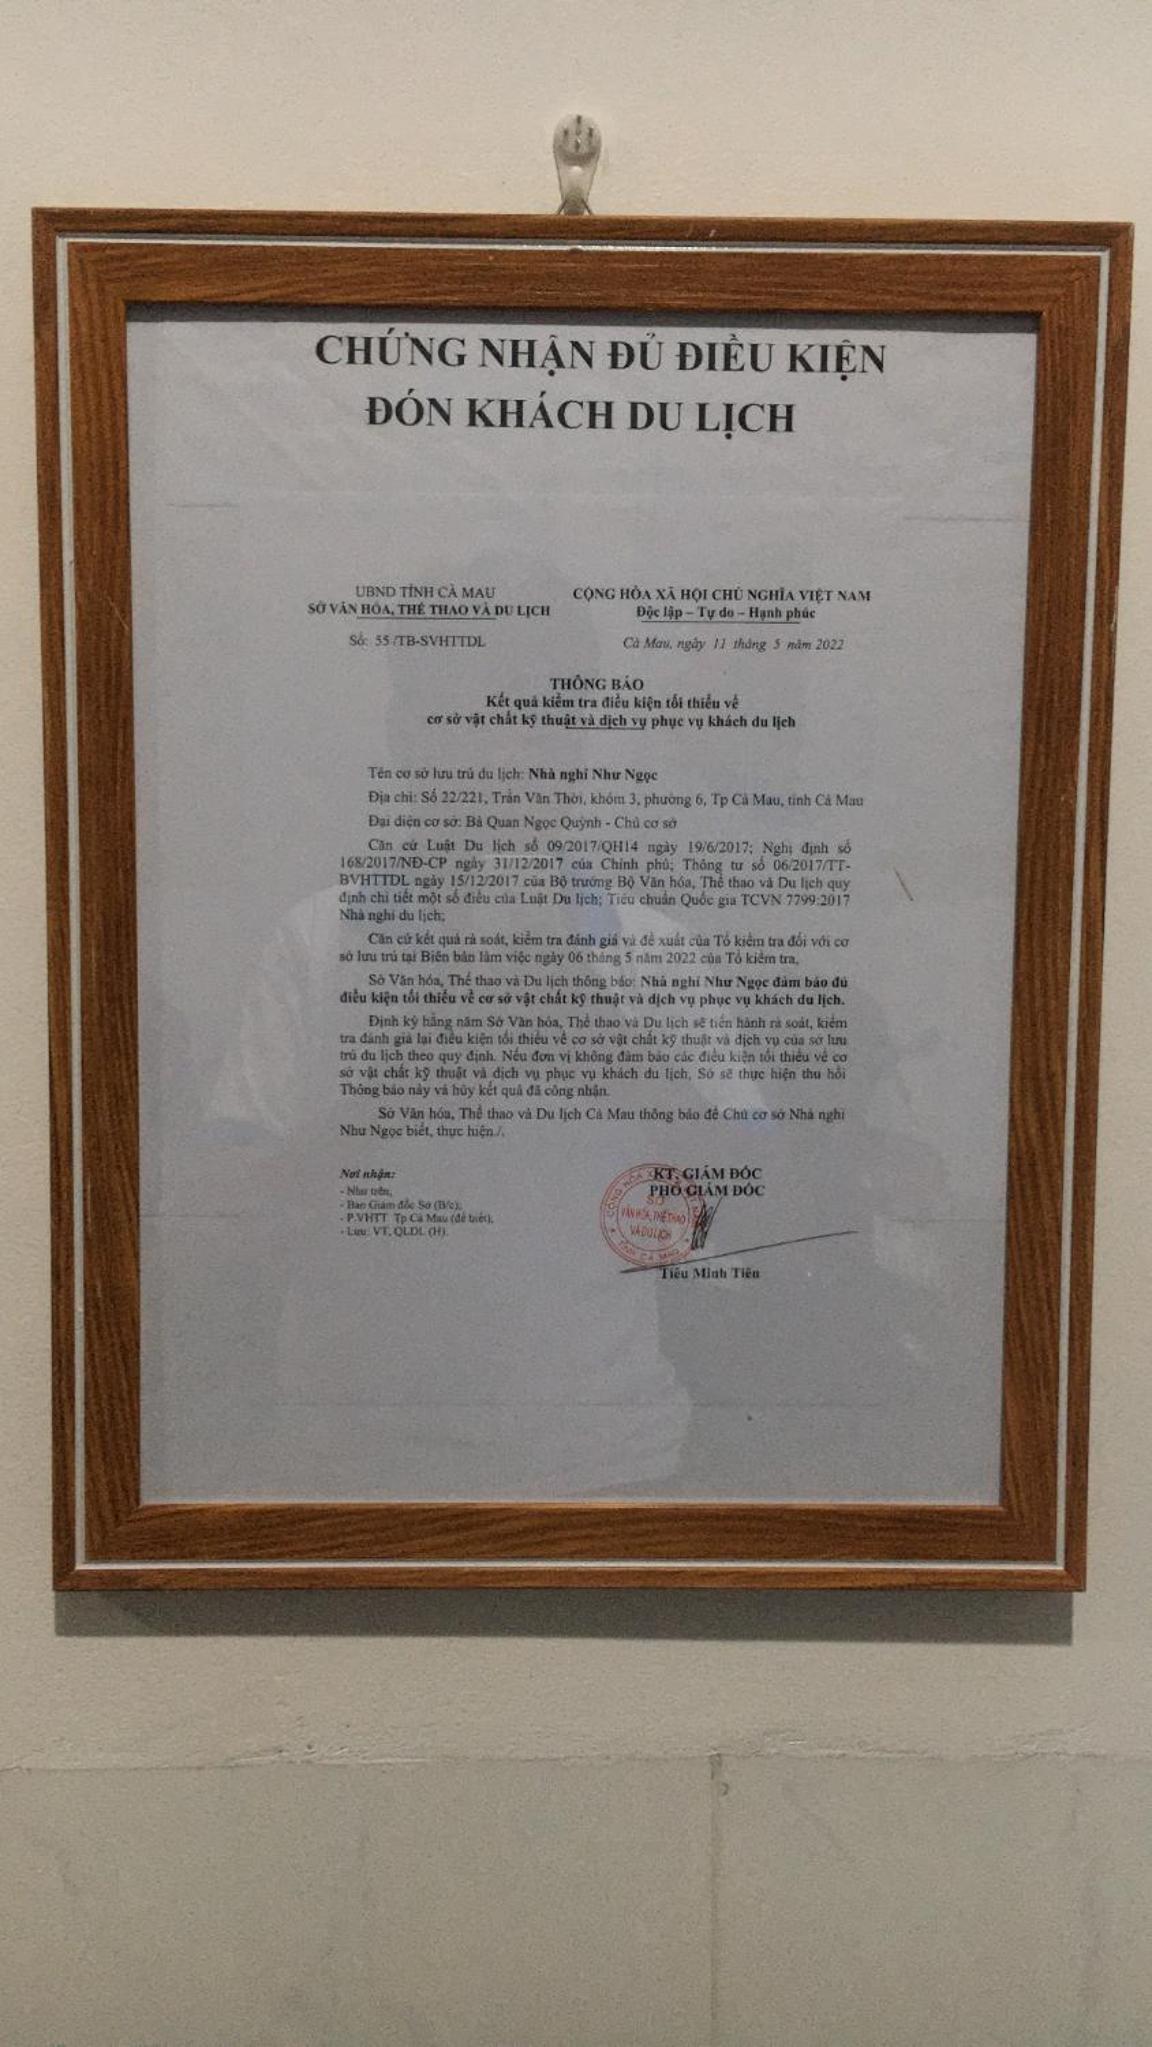 CHỨNG NHẬN ĐỦ ĐIỀU KIỆN
ĐÓN KHÁCH DU LỊCH
UBND TỈNH CÀ MAU
SỞ VĂN HÓA, THỂ THAO VÀ DU LỊCH
Số: 55 /TB-SVHTTDL
CỘNG HÒA XÃ HỘI CHỦ NGHĨA VIỆT NAM
Độc lập – Tự do – Hạnh phúc
Cà Mau, ngày 11 tháng 5 năm 2022
THÔNG BÁO
Kết quả kiểm tra điều kiện tối thiểu về
cơ sở vật chất kỹ thuật và dịch vụ phục vụ khách du lịch
Tên cơ sở lưu trú du lịch: Nhà nghỉ Như Ngọc
Địa chỉ: Số 22/221, Trần Văn Thời, khóm 3, phường 6, Tp Cà Mau, tỉnh Cà Mau
Đại diện cơ sở: Bà Quan Ngọc Quỳnh - Chủ cơ sở
Căn cứ Luật Du lịch số 09/2017/QH14 ngày 19/6/2017; Nghị định số
168/2017/NĐ-CP ngày 31/12/2017 của Chính phủ; Thông tư số 06/2017/TT-
BVHTTDL ngày 15/12/2017 của Bộ trưởng Bộ Văn hóa, Thể thao và Du lịch quy
định chi tiết một số điều của Luật Du lịch; Tiêu chuẩn Quốc gia TCVN 7799:2017
Nhà nghỉ du lịch;
Căn cứ kết quả rà soát, kiểm tra đánh giá và đề xuất của Tổ kiểm tra đối với cơ
sở lưu trú tại Biên bản làm việc ngày 06 tháng 5 năm 2022 của Tổ kiểm tra,
Sở Văn hóa, Thể thao và Du lịch thông báo: Nhà nghỉ Như Ngọc đảm bảo đủ
điều kiện tối thiểu về cơ sở vật chất kỹ thuật và dịch vụ phục vụ khách du lịch.
Định kỳ hằng năm Sở Văn hóa, Thể thao và Du lịch sẽ tiến hành rà soát, kiểm
tra đánh giá lại điều kiện tối thiểu về cơ sở vật chất kỹ thuật và dịch vụ của sở lưu
trú du lịch theo quy định. Nếu đơn vị không đảm bảo các điều kiện tối thiểu về cơ
sở vật chất kỹ thuật và dịch vụ phục vụ khách du lịch, Sở sẽ thực hiện thu hồi
Thông báo này và hủy kết quả đã công nhận.
Sở Văn hóa, Thể thao và Du lịch Cà Mau thông báo để Chủ cơ sở Nhà nghỉ
Như Ngọc biết, thực hiện./.
Nơi nhận:
- Như trên;
- Ban Giám đốc Sở (B/c);
- P.VHTT Tp Cà Mau (để biết);
- Lưu: VT, QLDL (H).
KT. GIÁM ĐỐC
PHÓ GIÁM ĐỐC
SỞ
VĂN HÓA, THỂ THAO
VÀ DU LỊCH
TỈNH CÀ MAU
Tiêu Minh Tiên